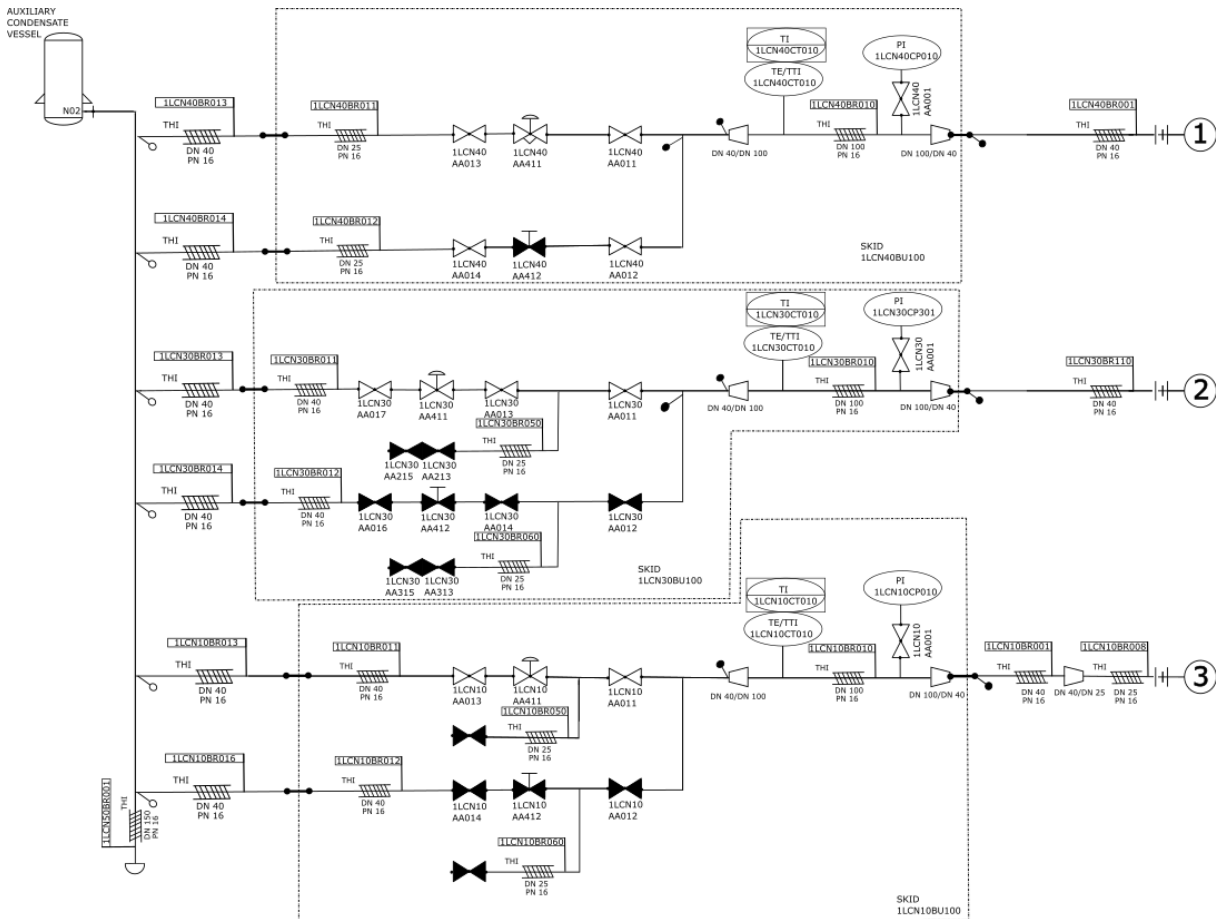 AUXILIARY
CONDENSATE
VESSEL
N02
TI
1LCN40CT010
TE/TTI
1LCN40CT010
PI
1LCN40CP010
1LCN40
AA001
1LCN40BR013
THI
DN 40
PN 16
1LCN40BR011
THI
DN 25
PN 16
1LCN40
AA013
1LCN40
AA411
1LCN40
AA011
DN 40/DN 100
1LCN40BR010
THI
DN 100
PN 16
DN 100/DN 40
1LCN40BR001
THI
DN 40
PN 16
1
1LCN40BR014
THI
DN 40
PN 16
1LCN40BR012
THI
DN 25
PN 16
1LCN40
AA014
1LCN40
AA412
1LCN40
AA012
SKID
1LCN40BU100
TI
1LCN30CT010
TE/TTI
1LCN30CT010
PI
1LCN30CP301
1LCN30
AA001
1LCN30BR013
THI
DN 40
PN 16
1LCN30BR011
THI
DN 40
PN 16
1LCN30
AA017
1LCN30
AA411
1LCN30
AA013
1LCN30
AA011
DN 40/DN 100
1LCN30BR010
THI
DN 100
PN 16
DN 100/DN 40
1LCN30BR110
THI
DN 40
PN 16
2
1LCN30BR050
THI
DN 25
PN 16
1LCN30
AA215
1LCN30
AA213
1LCN30BR014
THI
DN 40
PN 16
1LCN30BR012
THI
DN 40
PN 16
1LCN30
AA016
1LCN30
AA412
1LCN30
AA014
1LCN30
AA012
1LCN30BR060
THI
DN 25
PN 16
1LCN30
AA315
1LCN30
AA313
SKID
1LCN30BU100
TI
1LCN10CT010
TE/TTI
1LCN10CT010
PI
1LCN10CP010
1LCN10
AA001
1LCN10BR013
THI
DN 40
PN 16
1LCN10BR011
THI
DN 40
PN 16
1LCN10
AA013
1LCN10
AA411
1LCN10
AA011
DN 40/DN 100
1LCN10BR010
THI
DN 100
PN 16
DN 100/DN 40
1LCN10BR001
THI
DN 40
PN 16
DN 40/DN 25
1LCN10BR008
THI
DN 25
PN 16
3
1LCN10BR050
THI
DN 25
PN 16
1LCN10BR016
THI
DN 40
PN 16
1LCN10BR012
THI
DN 40
PN 16
1LCN10
AA014
1LCN10
AA412
1LCN10
AA012
1LCN10BR060
THI
DN 25
PN 16
1LCN50BR001
THI
DN 150
PN 16
SKID
1LCN10BU100